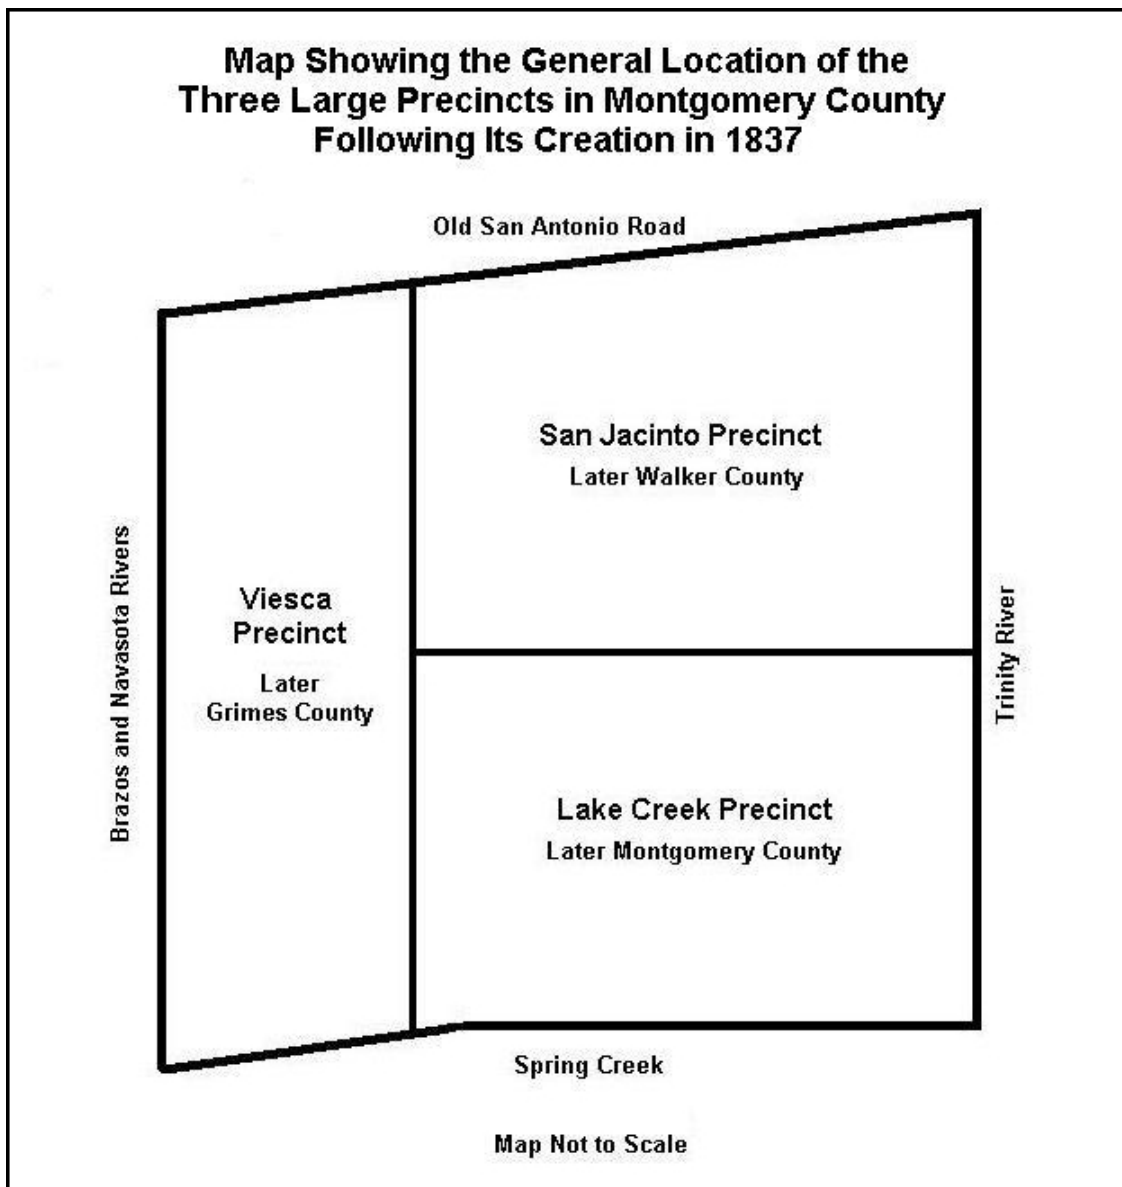 Map Showing the General Location of the
Three Large Precincts in Montgomery County
Following Its Creation in 1837
Old San Antonio Road
San Jacinto Precinct
Later Walker County
Brazos and Navasota Rivers
Viesca
Precinct
Later
Grimes County
Trinity River
Lake Creek Precinct
Later Montgomery County
Spring Creek
Map Not to Scale